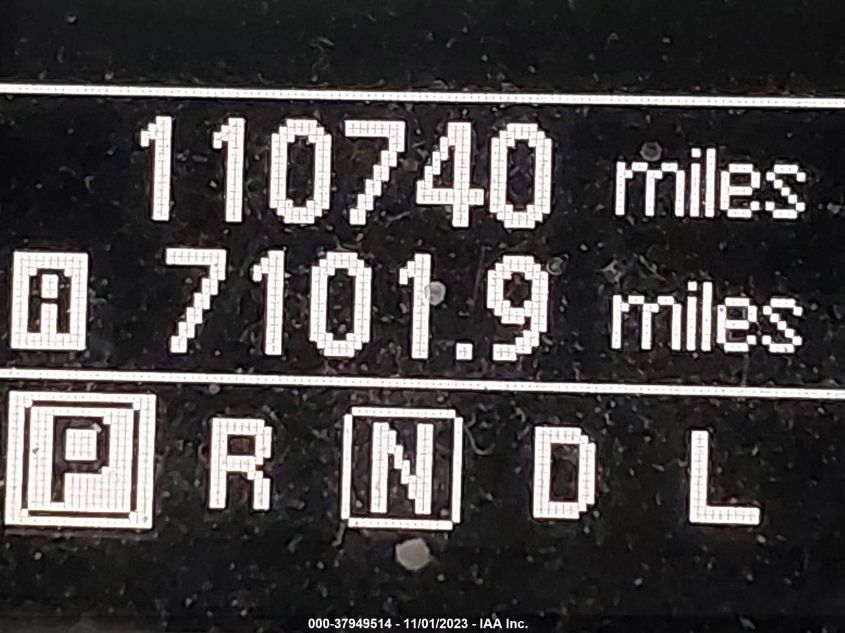 110740 miles
A 7101.9 miles
P R N D L
000-37949514 - 11/01/2023 - IAA Inc.